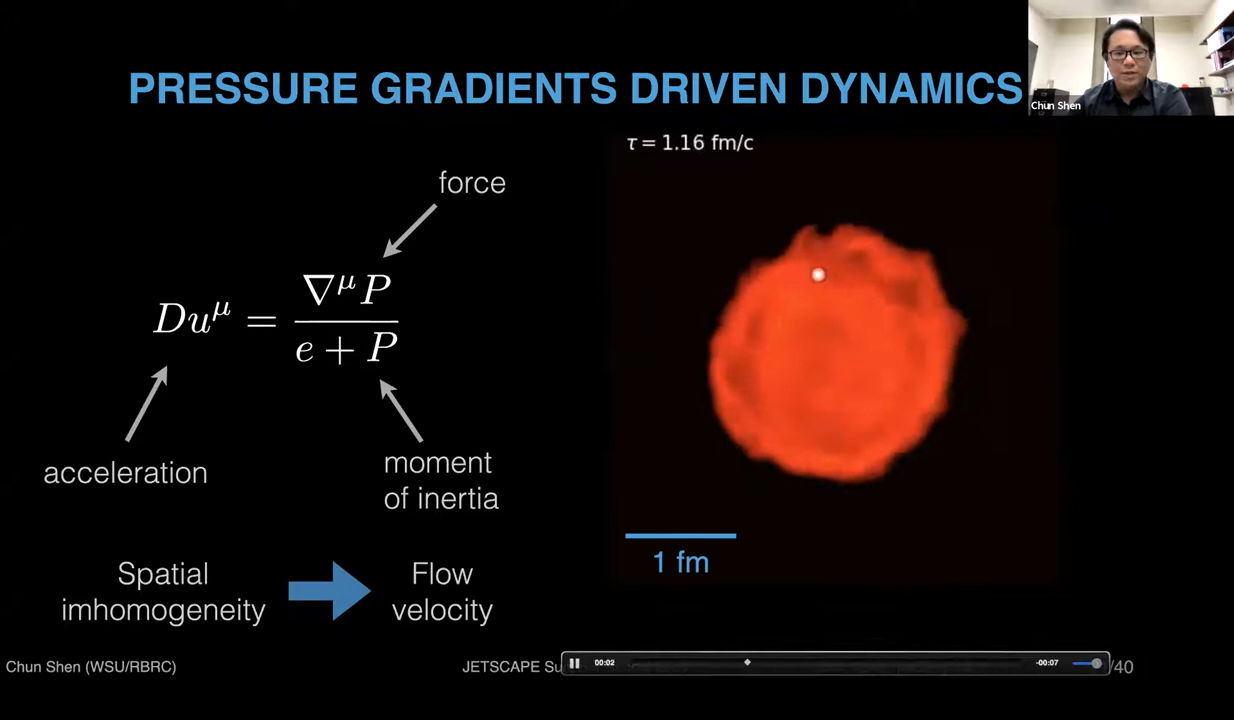 PRESSURE GRADIENTS DRIVEN DYNAMICS
Chun Shen
τ = 1.16 fm/c
force
Du^μ = ∇^μ P / (e + P)
acceleration
moment
of inertia
1 fm
Spatial
imhomogeneity
Flow
velocity
Chun Shen (WSU/RBRC)
JETSCAPE
00:02
-00:07
/40